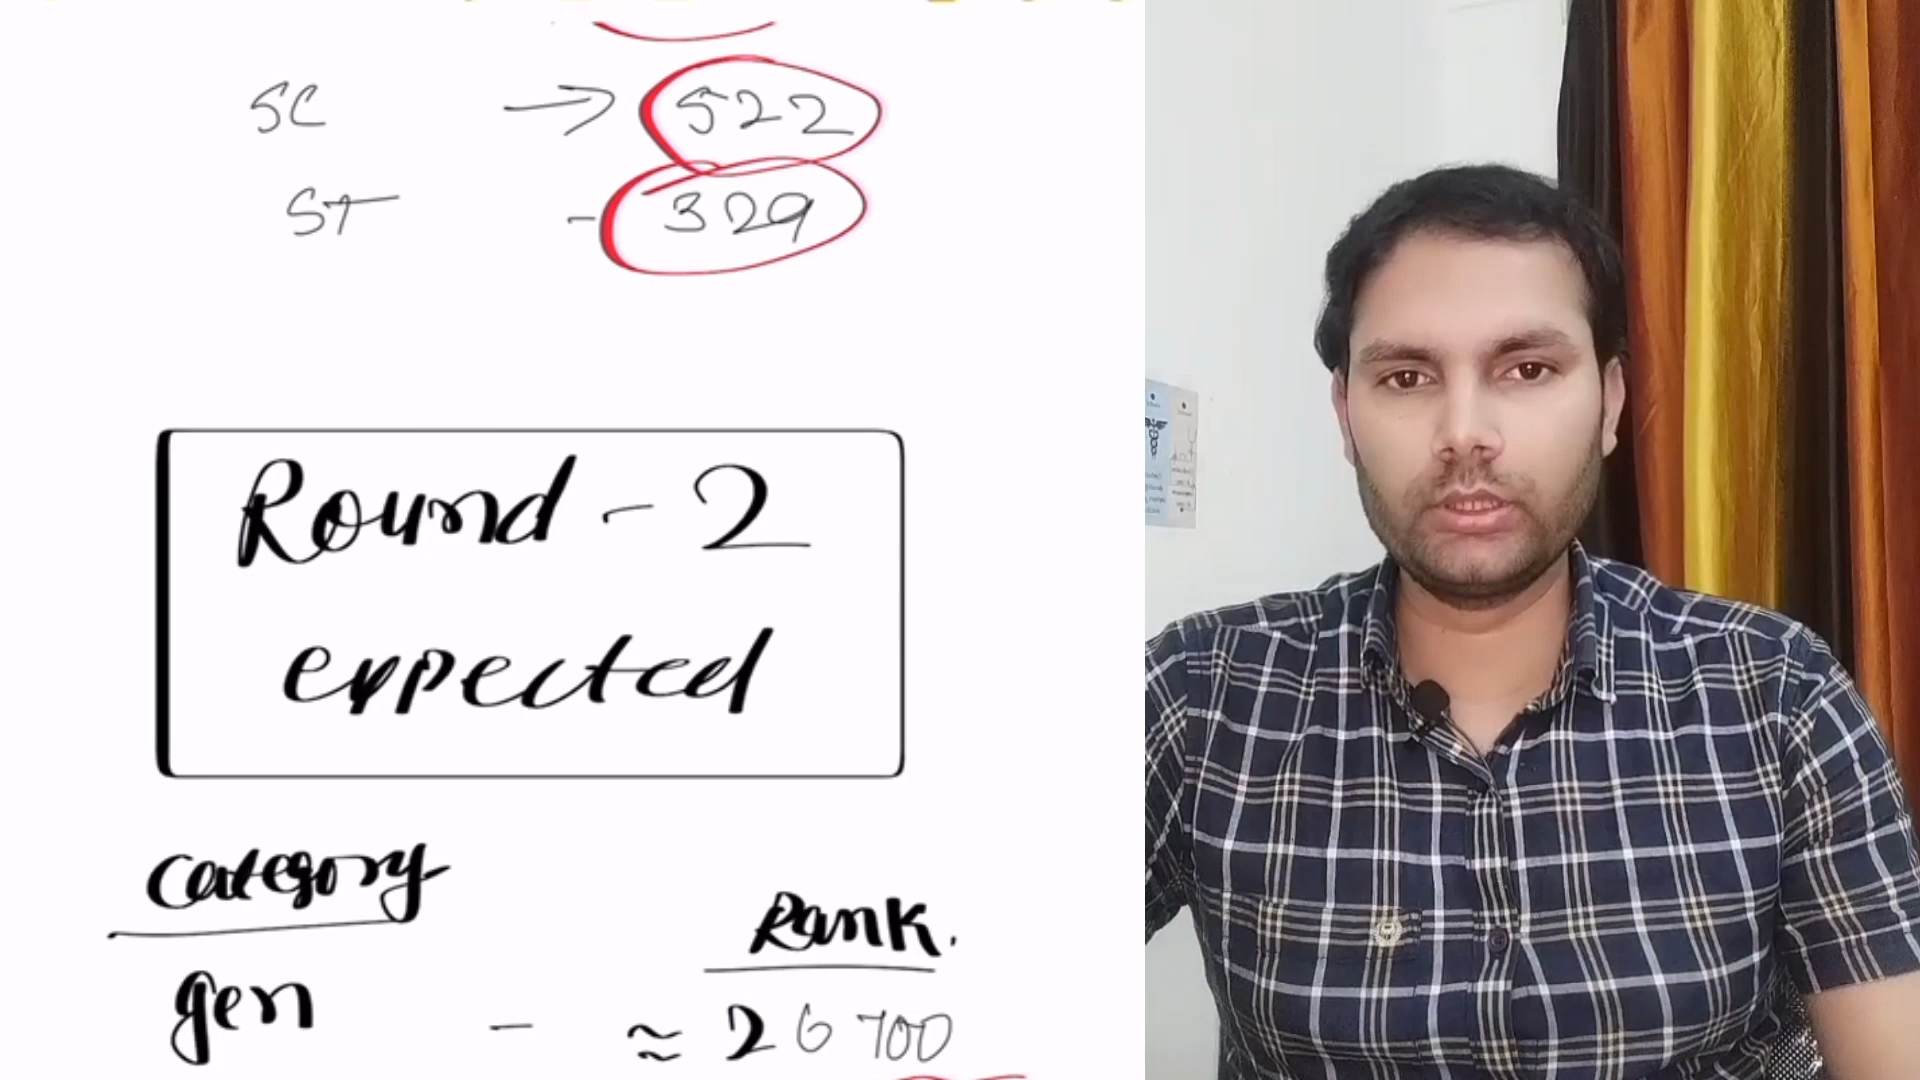 SC → 522
ST - 329
Round - 2
expected
Category
Rank.
gen - ≈ 26700